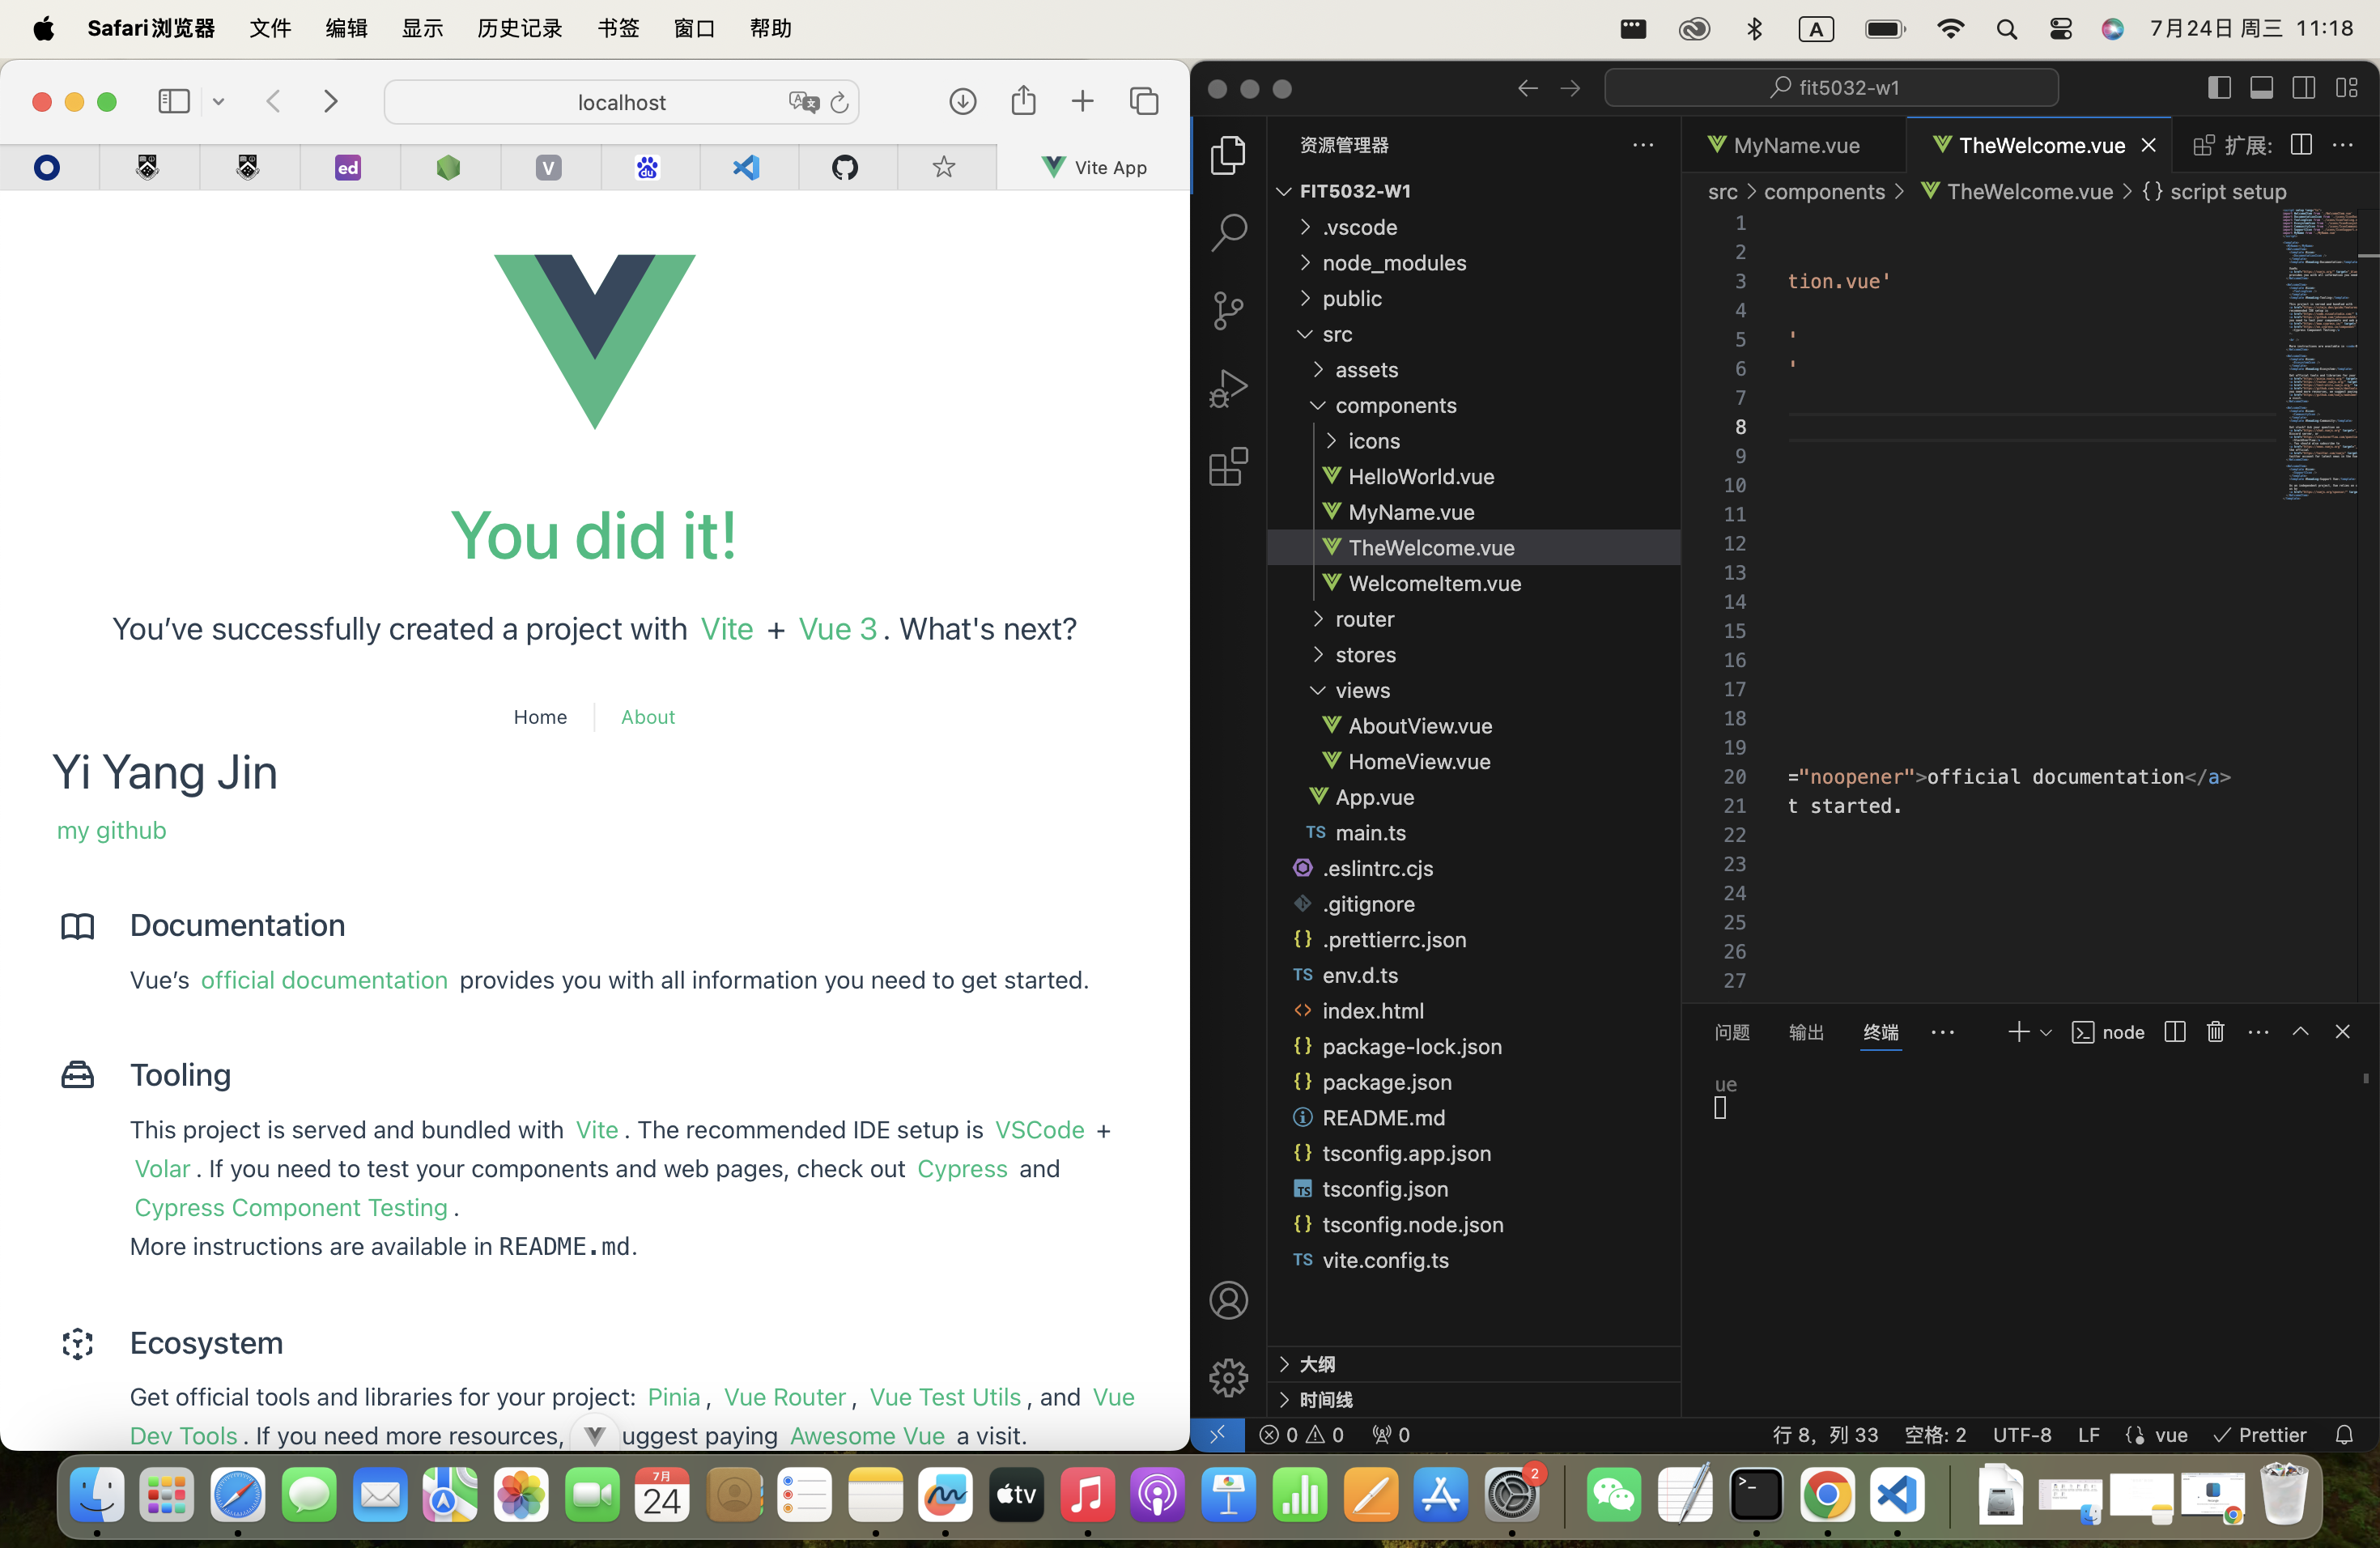 Safari浏览器 文件 编辑 显示 历史记录 书签 窗口 帮助
A
7月24日 周三 11:18
localhost
ed
V
du
Vite App
You did it!
You’ve successfully created a project with Vite + Vue 3. What's next?
Home
About
Yi Yang Jin
my github
Documentation
Vue’s official documentation provides you with all information you need to get started.
Tooling
This project is served and bundled with Vite. The recommended IDE setup is VSCode +
Volar. If you need to test your components and web pages, check out Cypress and
Cypress Component Testing.
More instructions are available in README.md.
Ecosystem
Get official tools and libraries for your project: Pinia, Vue Router, Vue Test Utils, and Vue
Dev Tools. If you need more resources, uggest paying Awesome Vue a visit.
fit5032-w1
资源管理器
FIT5032-W1
.vscode
node_modules
public
src
assets
components
icons
HelloWorld.vue
MyName.vue
TheWelcome.vue
WelcomeItem.vue
router
stores
views
AboutView.vue
HomeView.vue
App.vue
TS main.ts
.eslintrc.cjs
.gitignore
{} .prettierrc.json
TS env.d.ts
<> index.html
{} package-lock.json
{} package.json
README.md
{} tsconfig.app.json
TS tsconfig.json
{} tsconfig.node.json
TS vite.config.ts
大纲
时间线
MyName.vue
TheWelcome.vue
扩展:
src > components > TheWelcome.vue > {} script setup
1
2
3 tion.vue'
4
5 '
6 '
7
8
9
10
11
12
13
14
15
16
17
18
19
20 ="noopener">official documentation</a>
21 t started.
22
23
24
25
26
27
问题 输出 终端
node
ue
0 0 0
行 8，列 33 空格: 2 UTF-8 LF vue Prettier
7月
24
tv
2